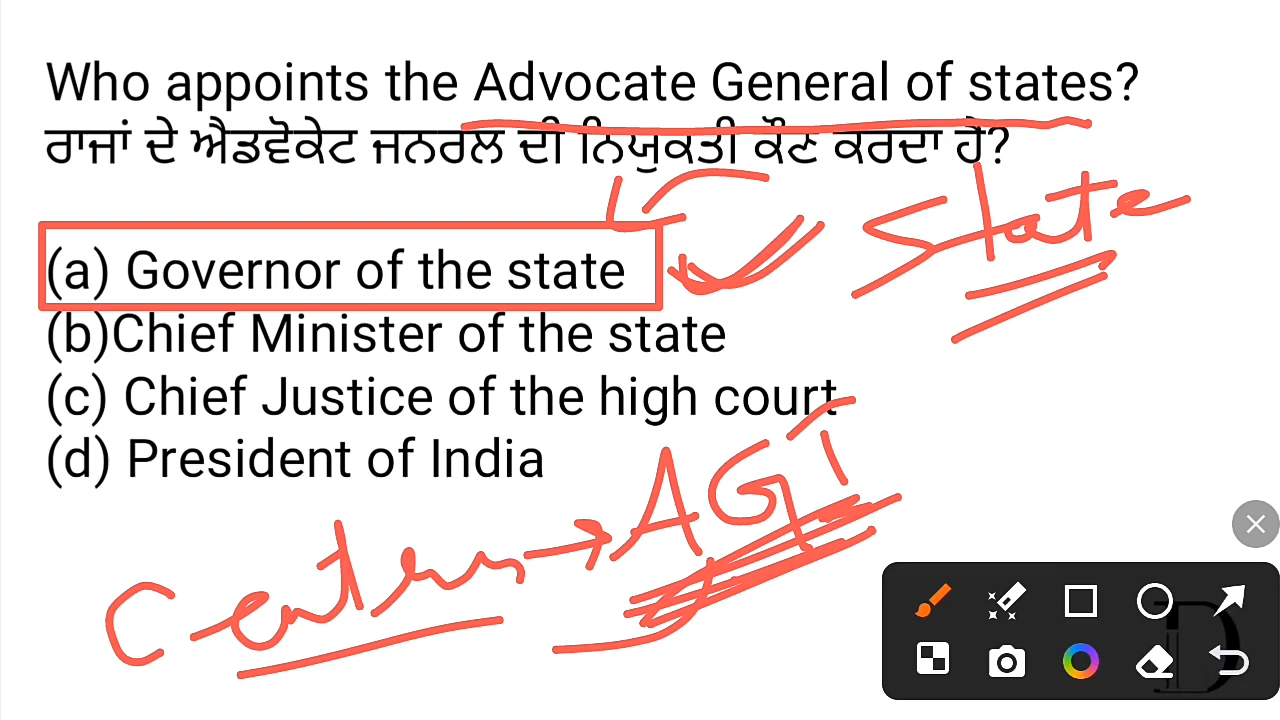 Who appoints the Advocate General of states?
ਰਾਜਾਂ ਦੇ ਐਡਵੋਕੇਟ ਜਨਰਲ ਦੀ ਨਿਯੁਕਤੀ ਕੌਣ ਕਰਦਾ ਹੈ?
State
(a) Governor of the state
(b)Chief Minister of the state
(c) Chief Justice of the high court
(d) President of India
AGI